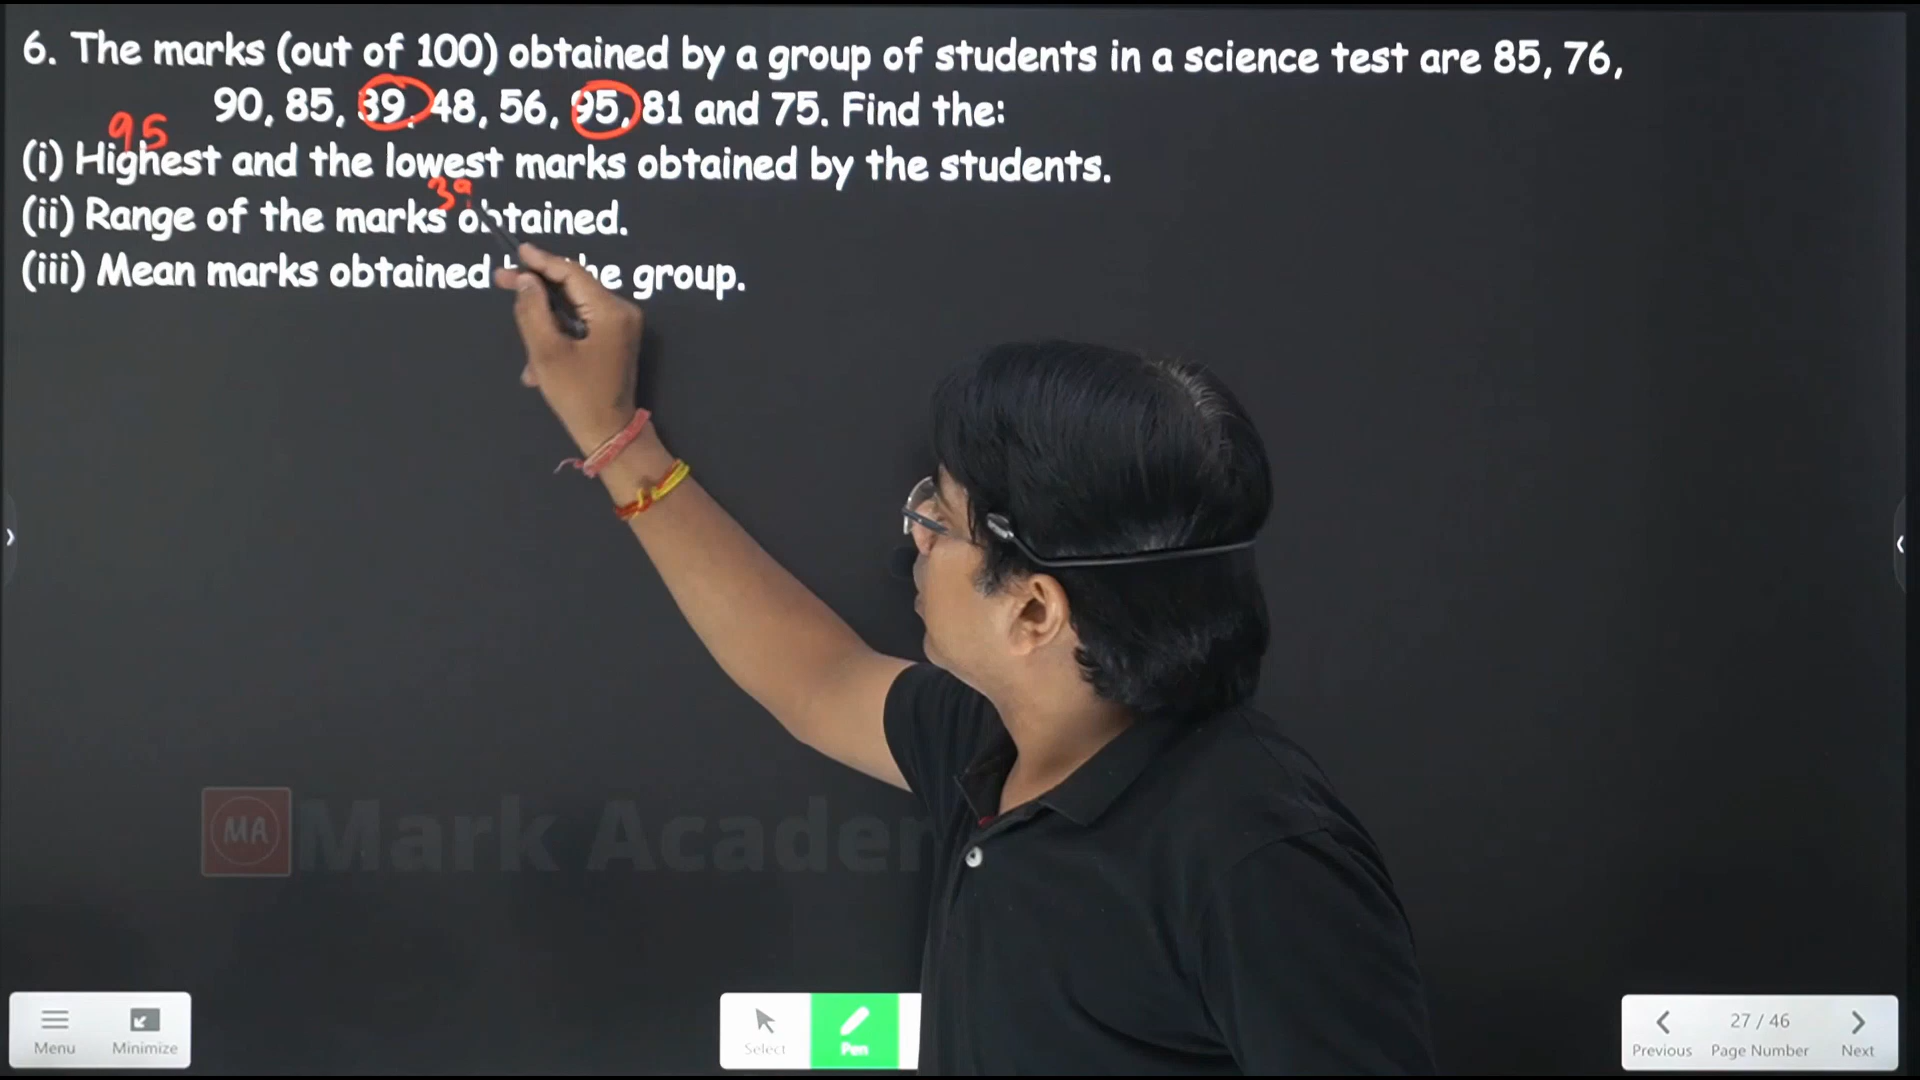 6. The marks (out of 100) obtained by a group of students in a science test are 85, 76,
90, 85, 39, 48, 56, 95, 81 and 75. Find the:
95
(i) Highest and the lowest marks obtained by the students.
39
(ii) Range of the marks obtained.
(iii) Mean marks obtained the group.
MA Mark Academ
Menu
Minimize
Select
Pen
27 / 46
Previous
Page Number
Next